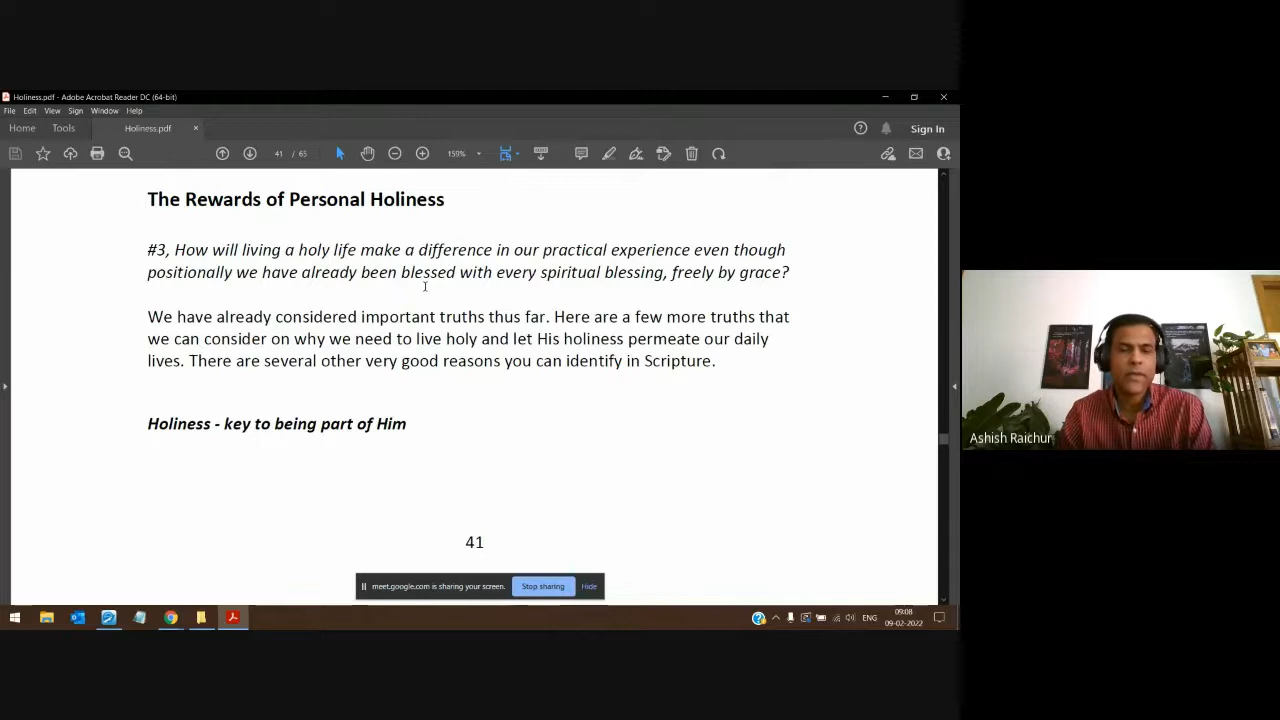 Holiness.pdf - Adobe Acrobat Reader DC (64-bit)
File Edit View Sign Window Help
Home Tools Holiness.pdf × Sign In
41 / 65 159%
The Rewards of Personal Holiness
#3, How will living a holy life make a difference in our practical experience even though
positionally we have already been blessed with every spiritual blessing, freely by grace?
We have already considered important truths thus far. Here are a few more truths that
we can consider on why we need to live holy and let His holiness permeate our daily
lives. There are several other very good reasons you can identify in Scripture.
Holiness - key to being part of Him
41
meet.google.com is sharing your screen. Stop sharing Hide
ENG 09:08
09-02-2022
Ashish Raichur